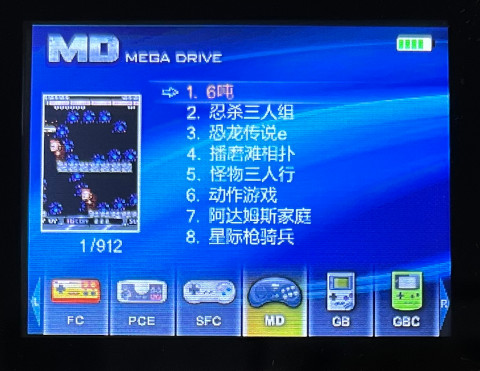 MD MEGA DRIVE
1. 6吨
2. 忍杀三人组
3. 恐龙传说e
4. 播磨滩相扑
5. 怪物三人行
6. 动作游戏
7. 阿达姆斯家庭
8. 星际枪骑兵
1/912
L
FC
PCE
SFC
MD
GB
GBC
R